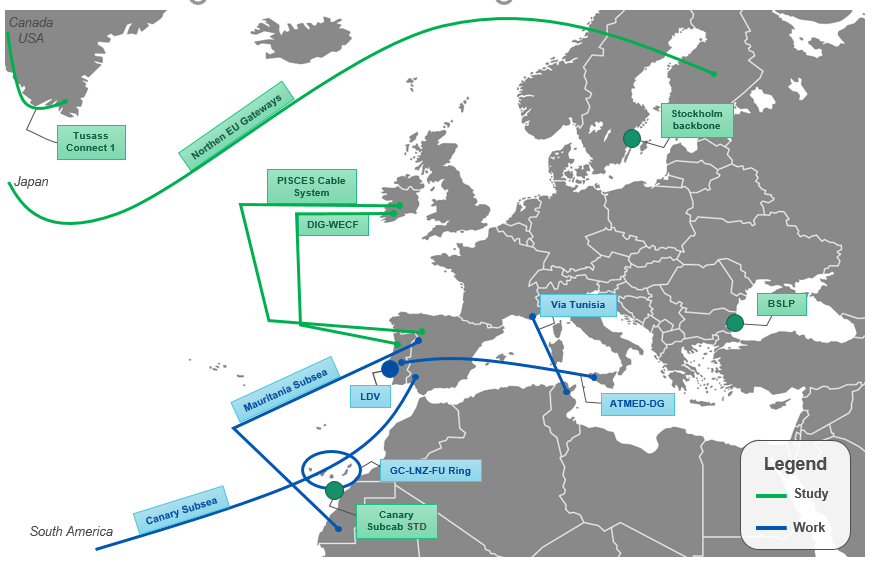 Canada
USA
Tusass
Connect 1
Northen EU Gateways
Stockholm
backbone
Japan
PISCES Cable
System
DIG-WECF
Via Tunisia
BSLP
Mauritania Subsea
LDV
ATMED-DG
GC-LNZ-FU Ring
Canary Subsea
Canary
Subcab STD
South America
Legend
Study
Work